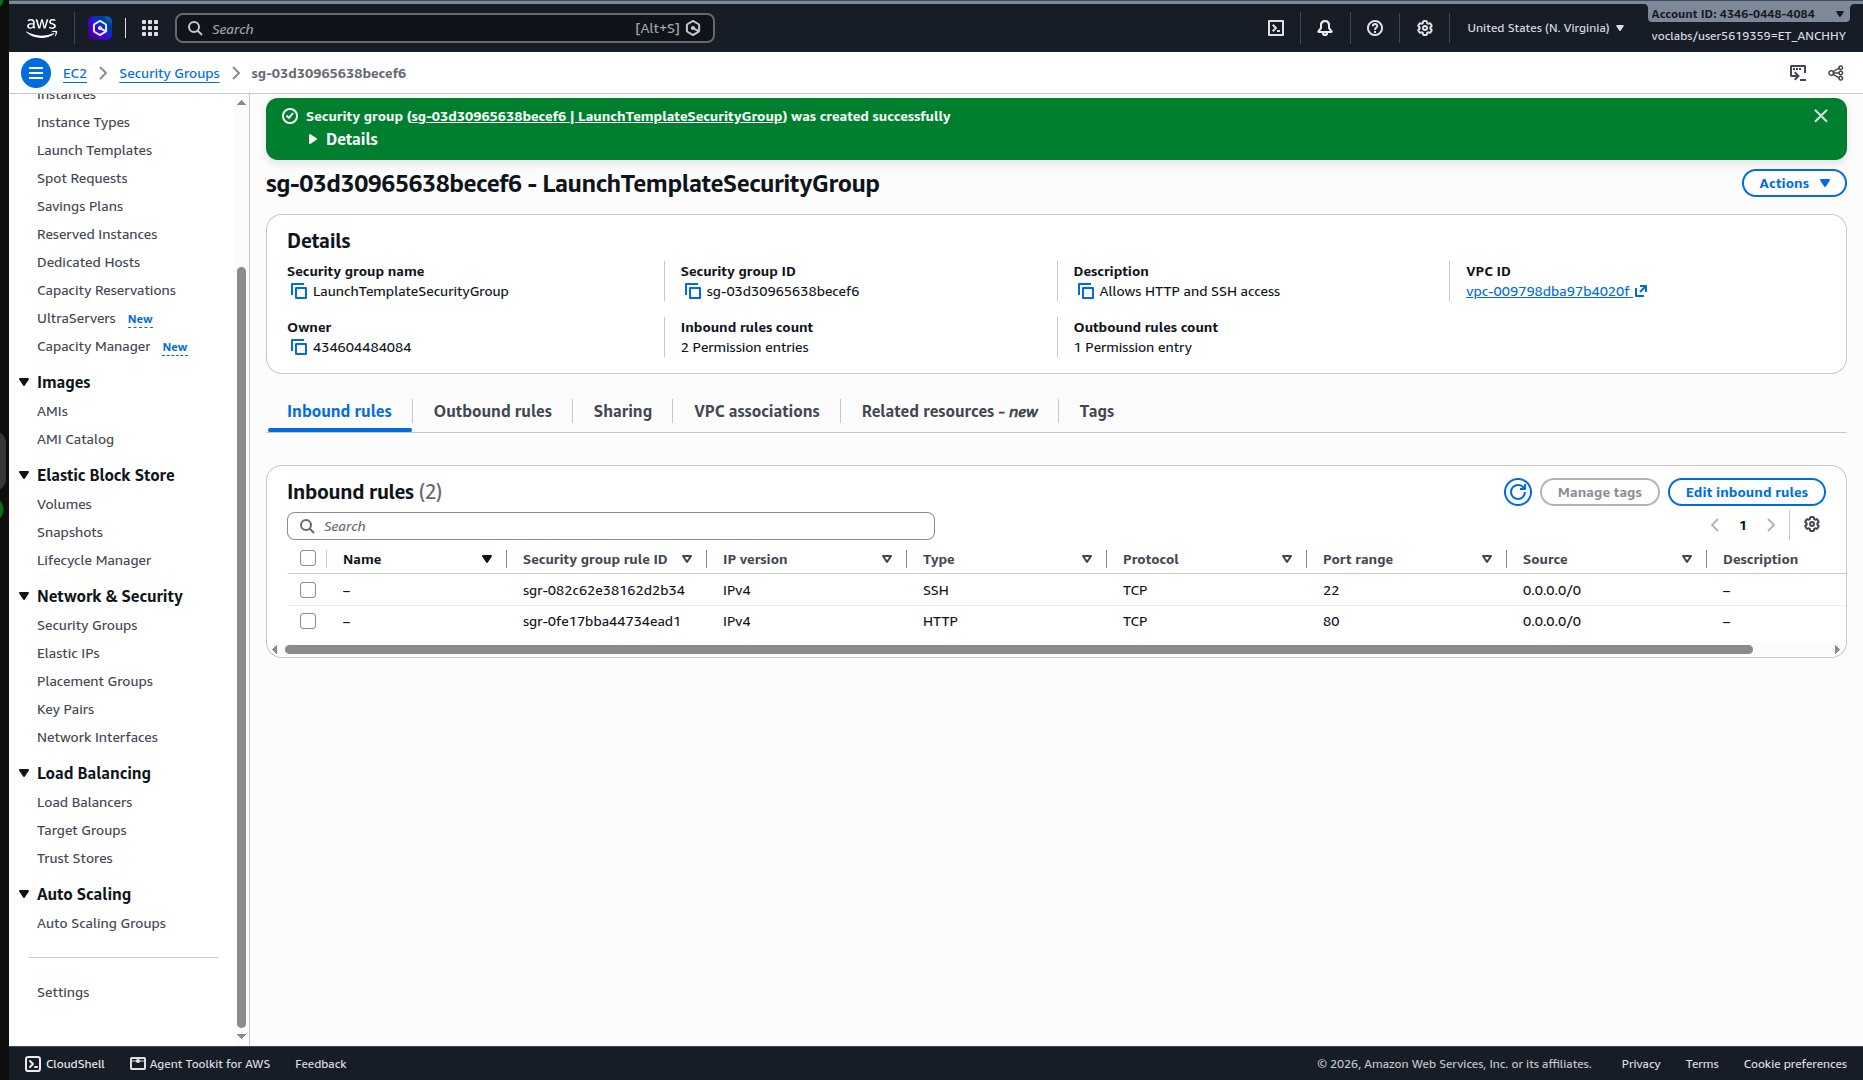 aws
Search [Alt+S]
United States (N. Virginia)
Account ID: 4346-0448-4084
voclabs/user5619359=ET_ANCHHY
EC2 Security Groups sg-03d30965638becef6
Instances
Instance Types
Launch Templates
Spot Requests
Savings Plans
Reserved Instances
Dedicated Hosts
Capacity Reservations
UltraServers New
Capacity Manager New
Images
AMIs
AMI Catalog
Elastic Block Store
Volumes
Snapshots
Lifecycle Manager
Network & Security
Security Groups
Elastic IPs
Placement Groups
Key Pairs
Network Interfaces
Load Balancing
Load Balancers
Target Groups
Trust Stores
Auto Scaling
Auto Scaling Groups
Settings
Security group (sg-03d30965638becef6 | LaunchTemplateSecurityGroup) was created successfully
Details
sg-03d30965638becef6 - LaunchTemplateSecurityGroup
Actions
Details
Security group name
LaunchTemplateSecurityGroup
Security group ID
sg-03d30965638becef6
Description
Allows HTTP and SSH access
VPC ID
vpc-009798dba97b4020f
Owner
434604484084
Inbound rules count
2 Permission entries
Outbound rules count
1 Permission entry
Inbound rules Outbound rules Sharing VPC associations Related resources - new Tags
Inbound rules (2)
Manage tags Edit inbound rules
Search
1
Name Security group rule ID IP version Type Protocol Port range Source Description
– sgr-082c62e38162d2b34 IPv4 SSH TCP 22 0.0.0.0/0 –
– sgr-0fe17bba44734ead1 IPv4 HTTP TCP 80 0.0.0.0/0 –
CloudShell Agent Toolkit for AWS Feedback
© 2026, Amazon Web Services, Inc. or its affiliates. Privacy Terms Cookie preferences